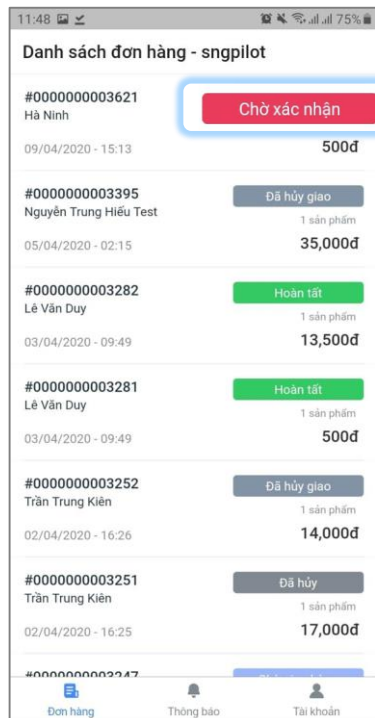 11:48 75%
Danh sách đơn hàng - sngpilot
#0000000003621
Chờ xác nhận
Hà Ninh
09/04/2020 - 15:13
500đ
#0000000003395
Đã hủy giao
Nguyễn Trung Hiếu Test
1 sản phẩm
05/04/2020 - 02:15
35,000đ
#0000000003282
Hoàn tất
Lê Văn Duy
1 sản phẩm
03/04/2020 - 09:49
13,500đ
#0000000003281
Hoàn tất
Lê Văn Duy
1 sản phẩm
03/04/2020 - 09:49
500đ
#0000000003252
Đã hủy giao
Trần Trung Kiên
1 sản phẩm
02/04/2020 - 16:26
14,000đ
#0000000003251
Đã hủy
Trần Trung Kiên
1 sản phẩm
02/04/2020 - 16:25
17,000đ
#0000000003247
Đơn hàng
Thông báo
Tài khoản